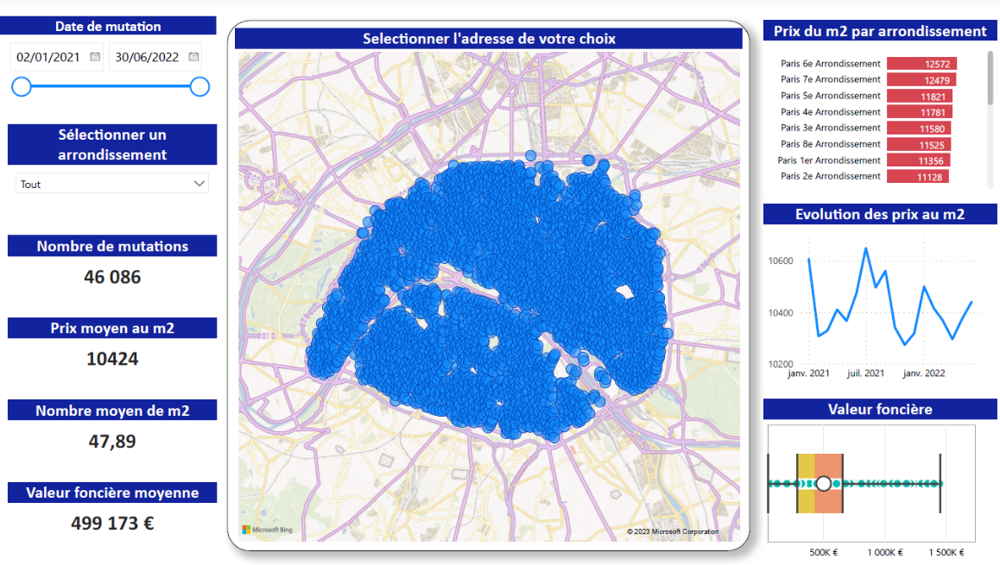 Date de mutation
02/01/2021
30/06/2022
Sélectionner un
arrondissement
Tout
Nombre de mutations
46 086
Prix moyen au m2
10424
Nombre moyen de m2
47,89
Valeur foncière moyenne
499 173 €
Selectionner l'adresse de votre choix
Microsoft Bing
© 2023 Microsoft Corporation
Prix du m2 par arrondissement
Paris 6e Arrondissement 12572
Paris 7e Arrondissement 12479
Paris 5e Arrondissement 11821
Paris 4e Arrondissement 11781
Paris 3e Arrondissement 11580
Paris 8e Arrondissement 11525
Paris 1er Arrondissement 11356
Paris 2e Arrondissement 11128
Evolution des prix au m2
10600
10400
10200
janv. 2021 juil. 2021 janv. 2022
Valeur foncière
500K € 1 000K € 1 500K €